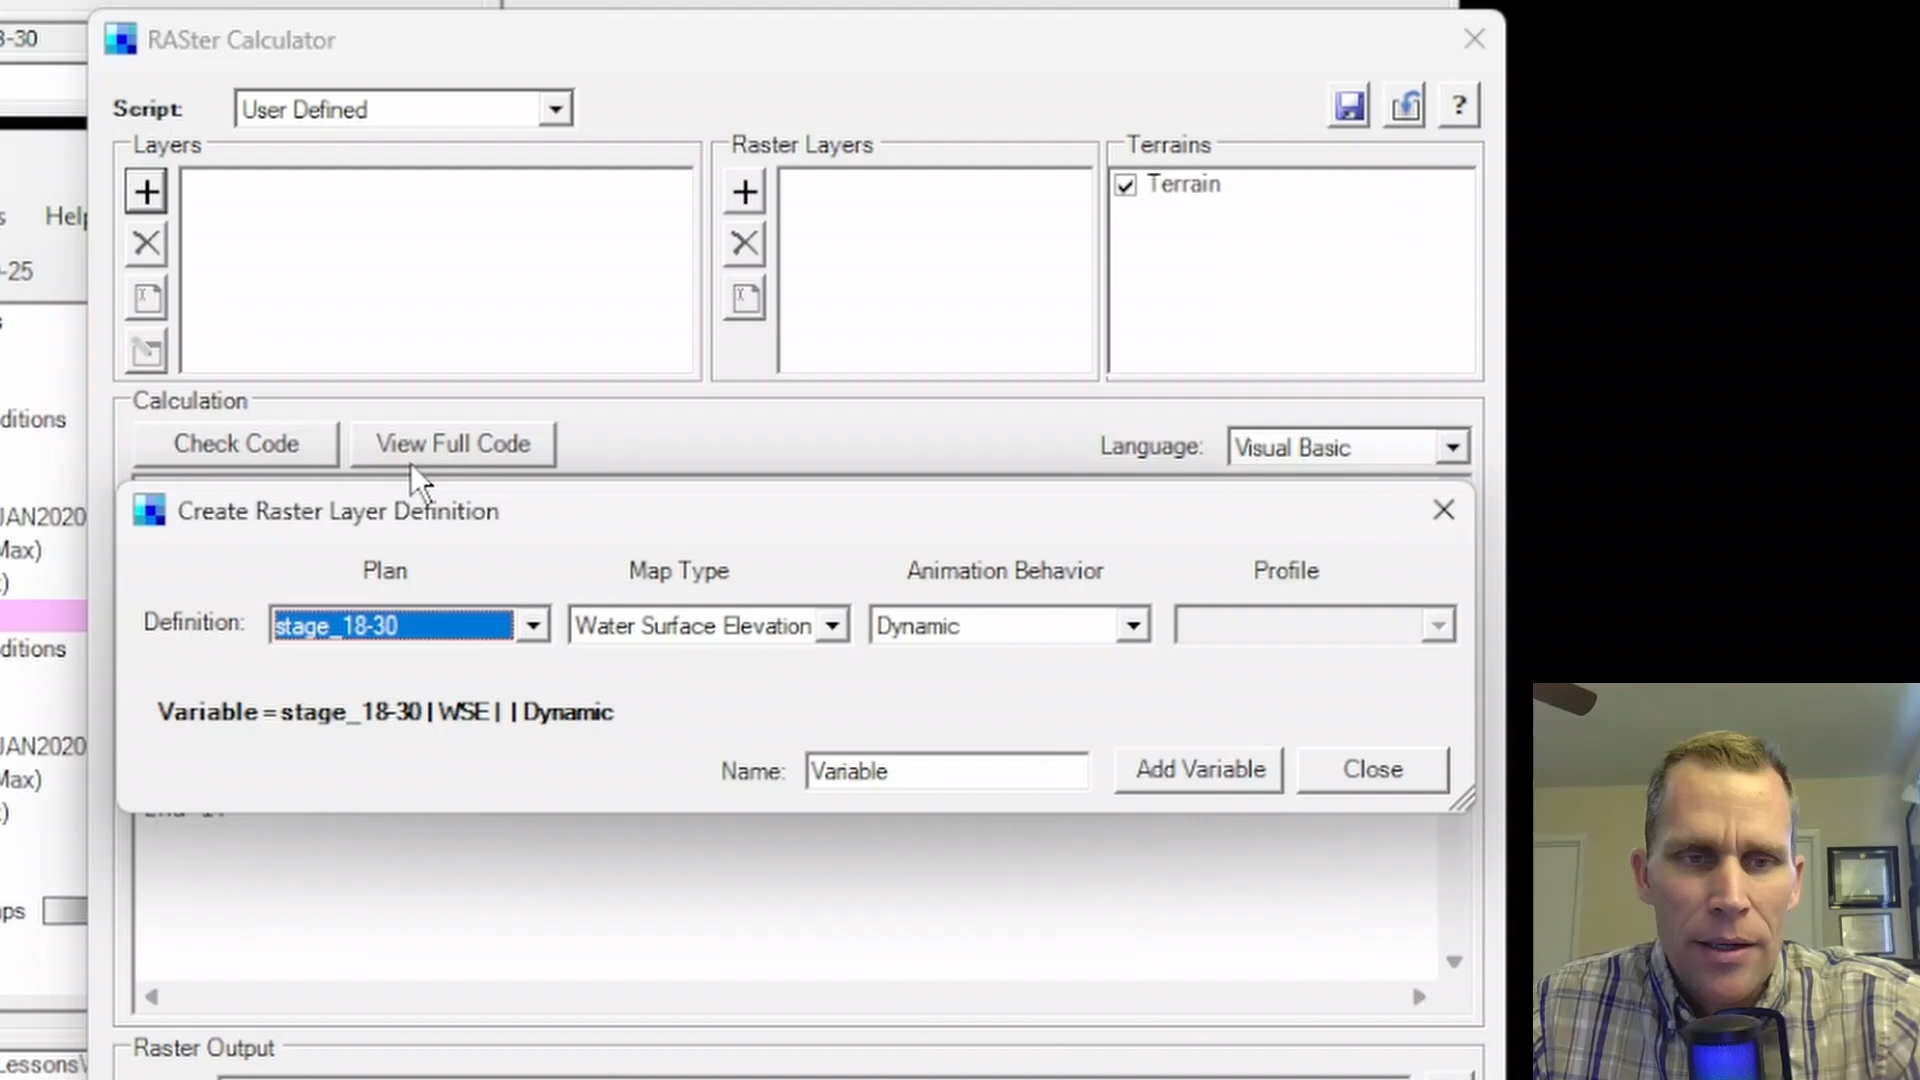 3-30
RASter Calculator
Script:
User Defined
?
Layers
Raster Layers
Terrains
Terrain
s
Help
-25
Calculation
Check Code
View Full Code
Language:
Visual Basic
ditions
JAN2020
Max)
)
ditions
JAN2020
Max)
)
Create Raster Layer Definition
Plan
Map Type
Animation Behavior
Profile
Definition:
stage_18-30
Water Surface Elevation
Dynamic
Variable = stage_18-30 | WSE | | Dynamic
Name:
Variable
Add Variable
Close
ps
Raster Output
Lessons\